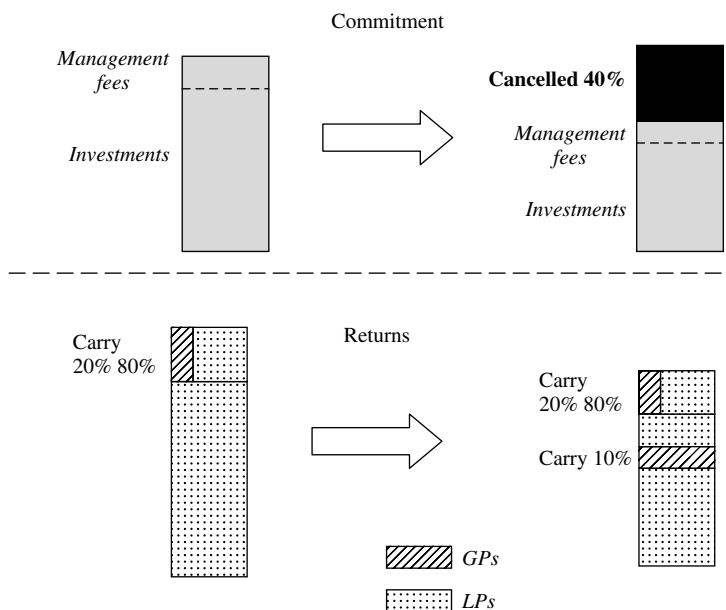 Commitment
Management
fees
Investments
Cancelled 40%
Management
fees
Investments
Returns
Carry
20% 80%
Carry
20% 80%
Carry 10%
GPs
LPs